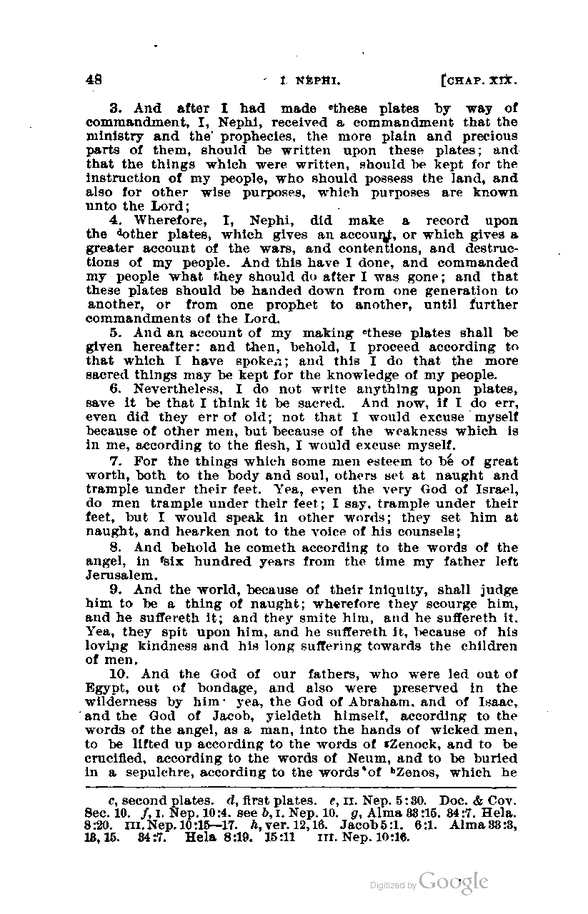 48 I. NEPHI. [CHAP. XIX.
3. And after I had made ᵉthese plates by way of
commandment, I, Nephi, received a commandment that the
ministry and the prophecies, the more plain and precious
parts of them, should be written upon these plates; and
that the things which were written, should be kept for the
instruction of my people, who should possess the land, and
also for other wise purposes, which purposes are known
unto the Lord;
4. Wherefore, I, Nephi, did make a record upon
the ᵈother plates, which gives an account, or which gives a
greater account of the wars, and contentions, and destruc-
tions of my people. And this have I done, and commanded
my people what they should do after I was gone; and that
these plates should be handed down from one generation to
another, or from one prophet to another, until further
commandments of the Lord.
5. And an account of my making ᵉthese plates shall be
given hereafter: and then, behold, I proceed according to
that which I have spoken; and this I do that the more
sacred things may be kept for the knowledge of my people.
6. Nevertheless, I do not write anything upon plates,
save it be that I think it be sacred. And now, if I do err,
even did they err of old; not that I would excuse myself
because of other men, but because of the weakness which is
in me, according to the flesh, I would excuse myself.
7. For the things which some men esteem to be of great
worth, both to the body and soul, others set at naught and
trample under their feet. Yea, even the very God of Israel,
do men trample under their feet; I say, trample under their
feet, but I would speak in other words; they set him at
naught, and hearken not to the voice of his counsels;
8. And behold he cometh according to the words of the
angel, in ᶠsix hundred years from the time my father left
Jerusalem.
9. And the world, because of their iniquity, shall judge
him to be a thing of naught; wherefore they scourge him,
and he suffereth it; and they smite him, and he suffereth it.
Yea, they spit upon him, and he suffereth it, because of his
loving kindness and his long suffering towards the children
of men.
10. And the God of our fathers, who were led out of
Egypt, out of bondage, and also were preserved in the
wilderness by him; yea, the God of Abraham, and of Isaac,
and the God of Jacob, yieldeth himself, according to the
words of the angel, as a man, into the hands of wicked men,
to be lifted up according to the words of ᵍZenock, and to be
crucified, according to the words of Neum, and to be buried
in a sepulchre, according to the words of ʰZenos, which he
c, second plates. d, first plates. e, II. Nep. 5:30. Doc. & Cov.
Sec. 10. f, I. Nep. 10:4. see b, I. Nep. 10. g, Alma 33:15. 34:7. Hela.
8:20. III. Nep. 10:15—17. h, ver. 12, 16. Jacob 5:1. 6:1. Alma 33:3,
13, 15. 34:7. Hela 8:19. 15:11 III. Nep. 10:16.
Digitized by Google